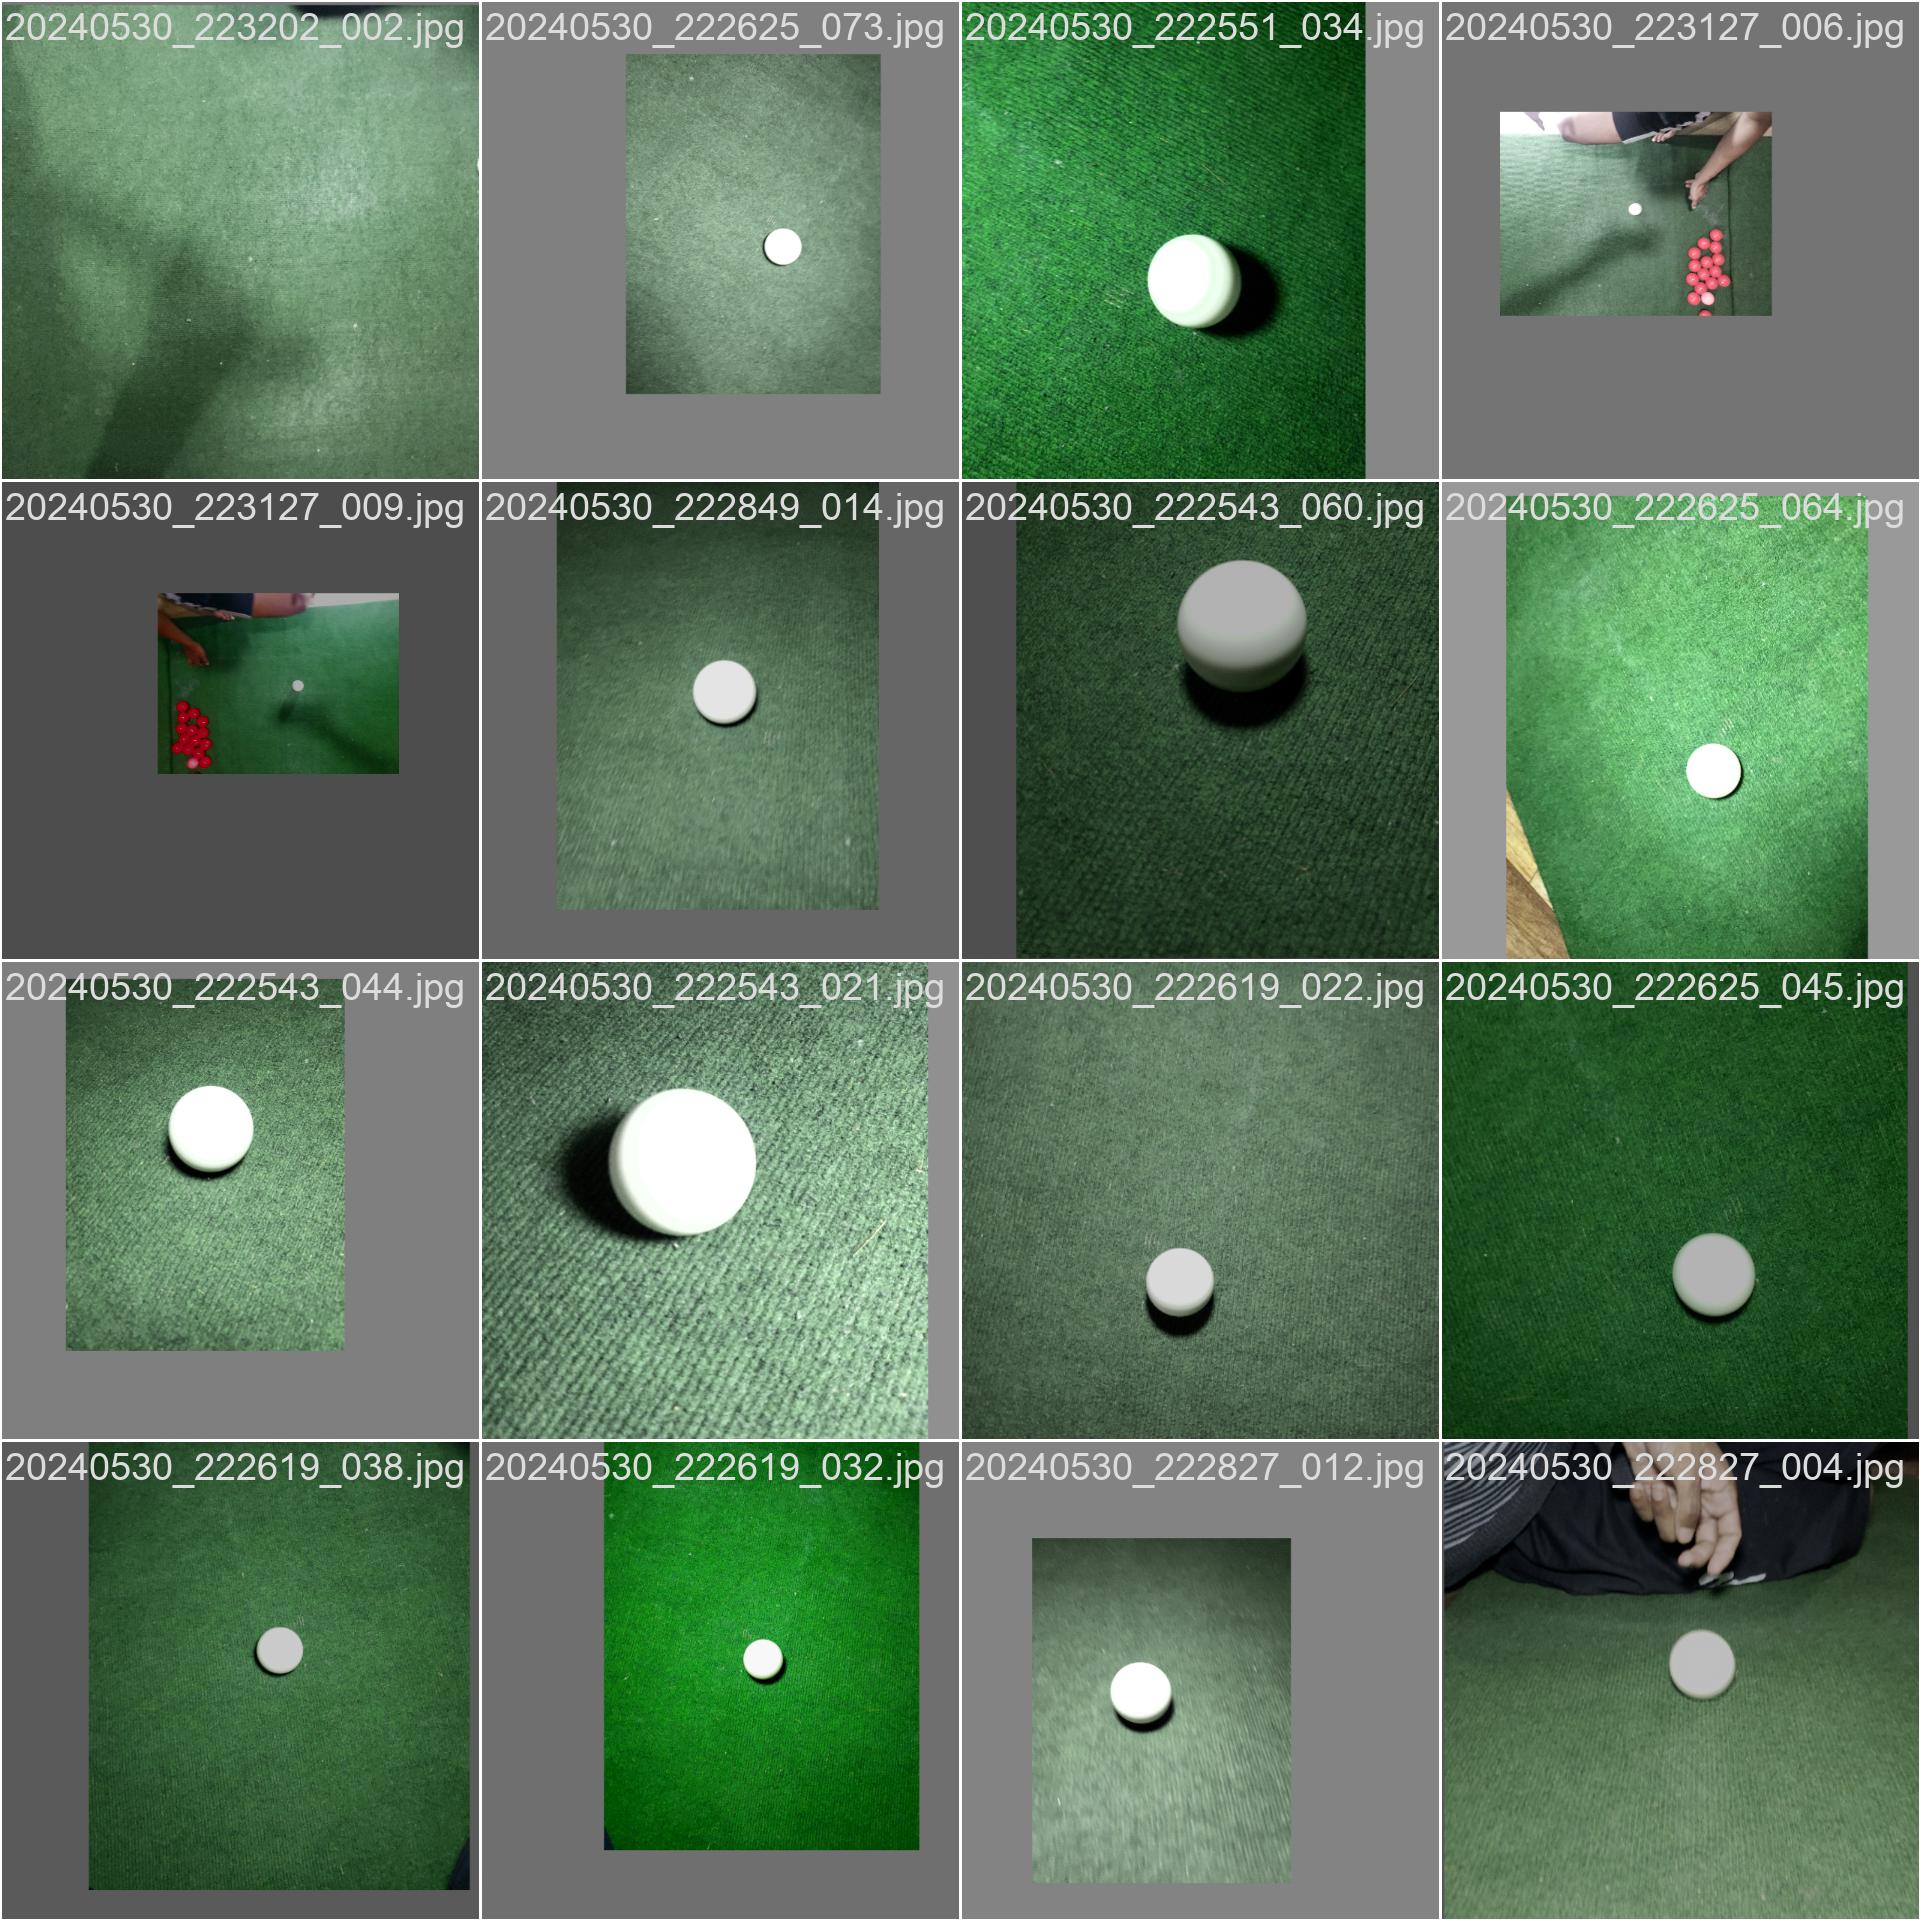 20240530_223202_002.jpg
20240530_222625_073.jpg
20240530_222551_034.jpg
20240530_223127_006.jpg
20240530_223127_009.jpg
20240530_222849_014.jpg
20240530_222543_060.jpg
20240530_222625_064.jpg
20240530_222543_044.jpg
20240530_222543_021.jpg
20240530_222619_022.jpg
20240530_222625_045.jpg
20240530_222619_038.jpg
20240530_222619_032.jpg
20240530_222827_012.jpg
20240530_222827_004.jpg